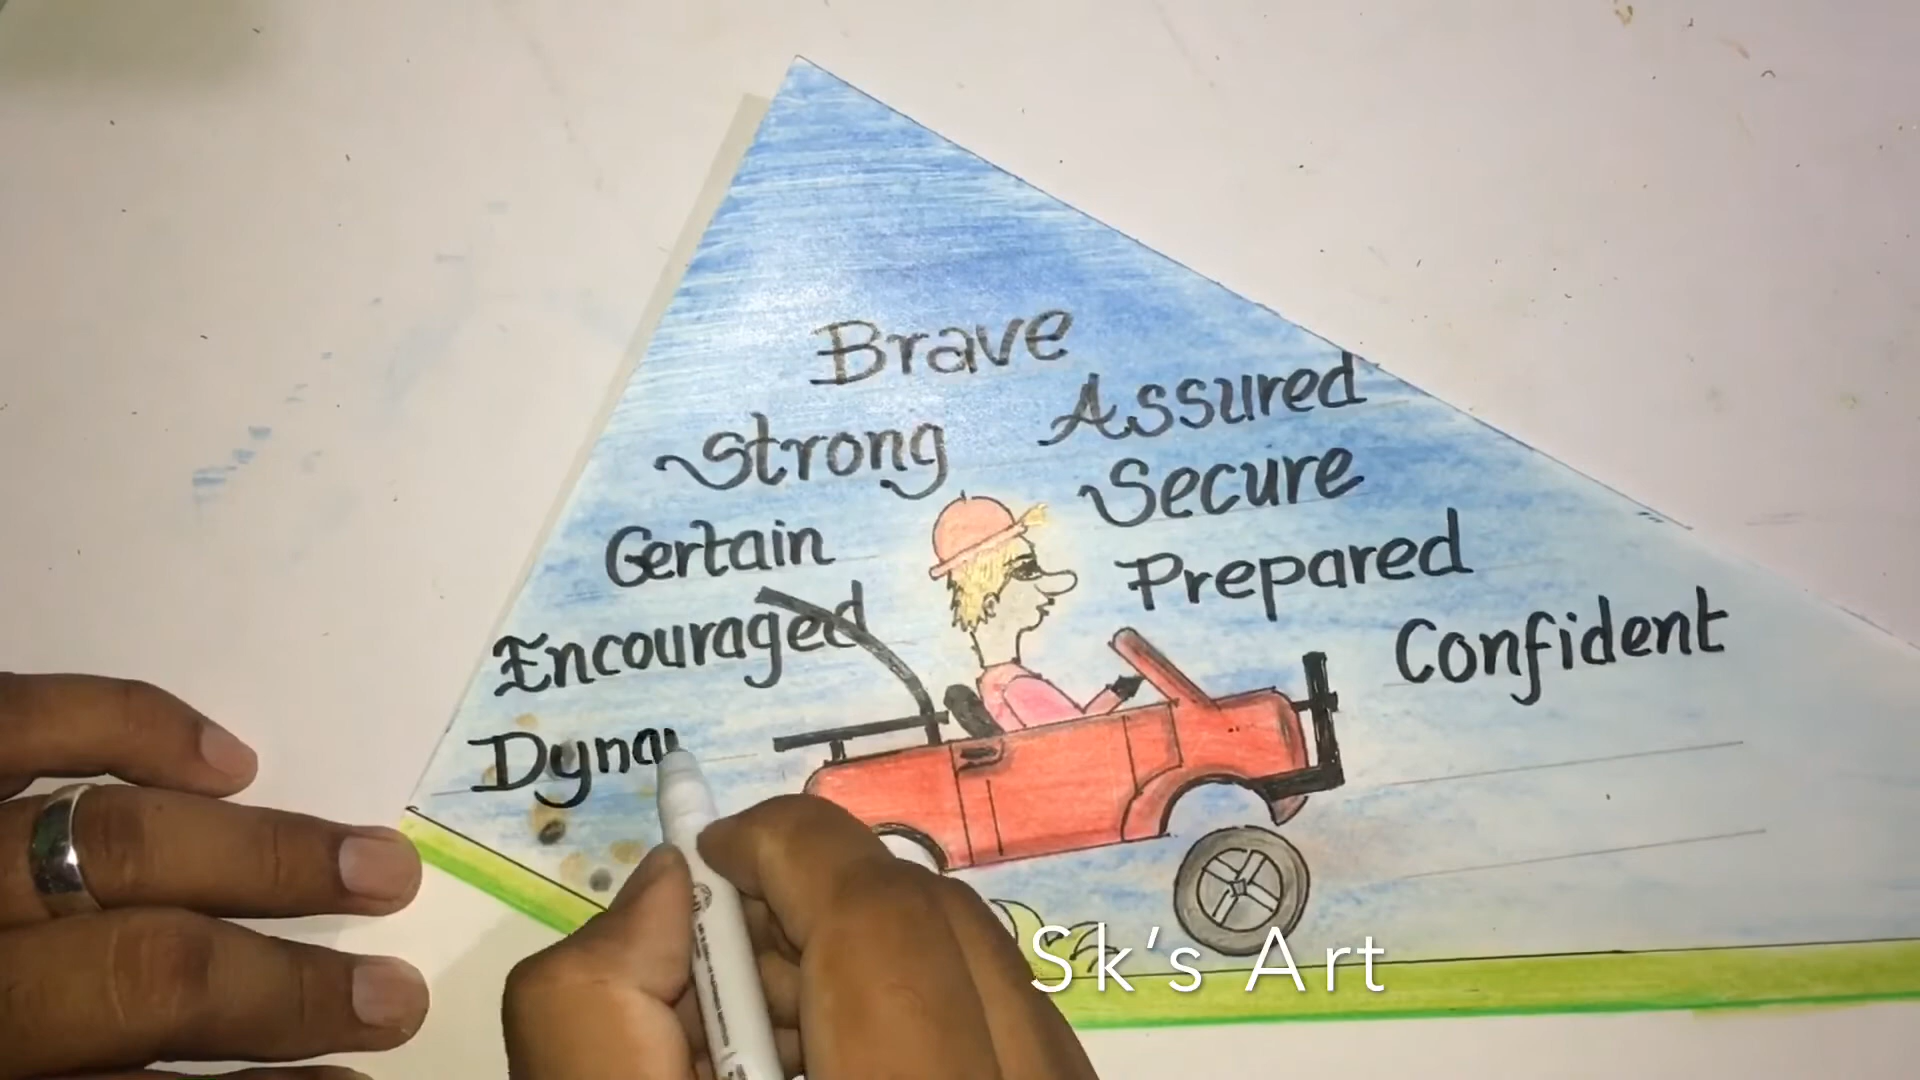 Brave
Strong
Assured
Secure
Certain
Prepared
Encouraged
Confident
Dyna
Sk's Art